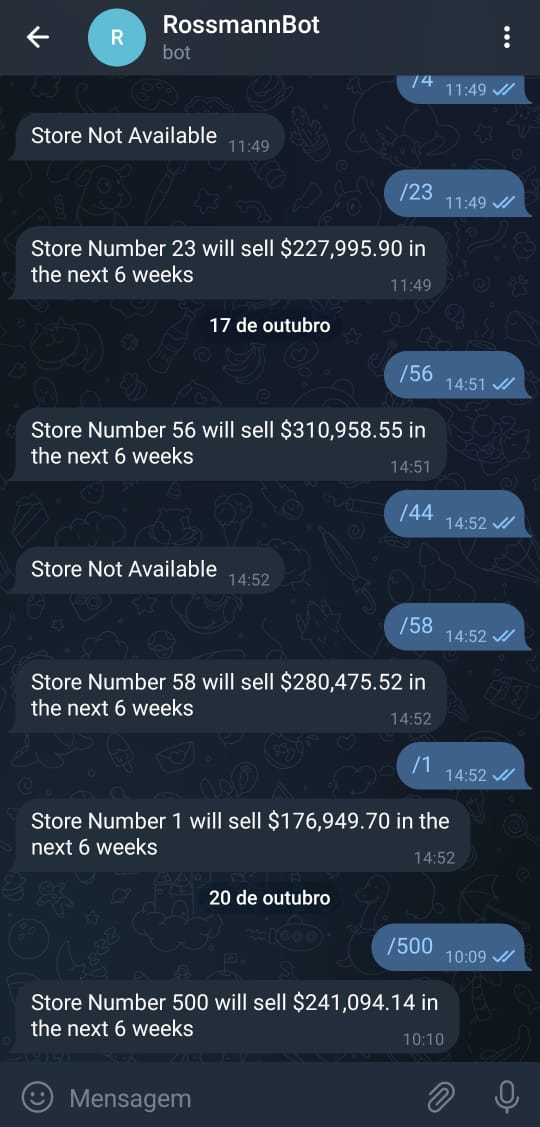 R
RossmannBot
bot
/4 11:49
Store Not Available 11:49
/23 11:49
Store Number 23 will sell $227,995.90 in
the next 6 weeks
11:49
17 de outubro
/56 14:51
Store Number 56 will sell $310,958.55 in
the next 6 weeks
14:51
/44 14:52
Store Not Available 14:52
/58 14:52
Store Number 58 will sell $280,475.52 in
the next 6 weeks
14:52
/1 14:52
Store Number 1 will sell $176,949.70 in the
next 6 weeks
14:52
20 de outubro
/500 10:09
Store Number 500 will sell $241,094.14 in
the next 6 weeks
10:10
Mensagem